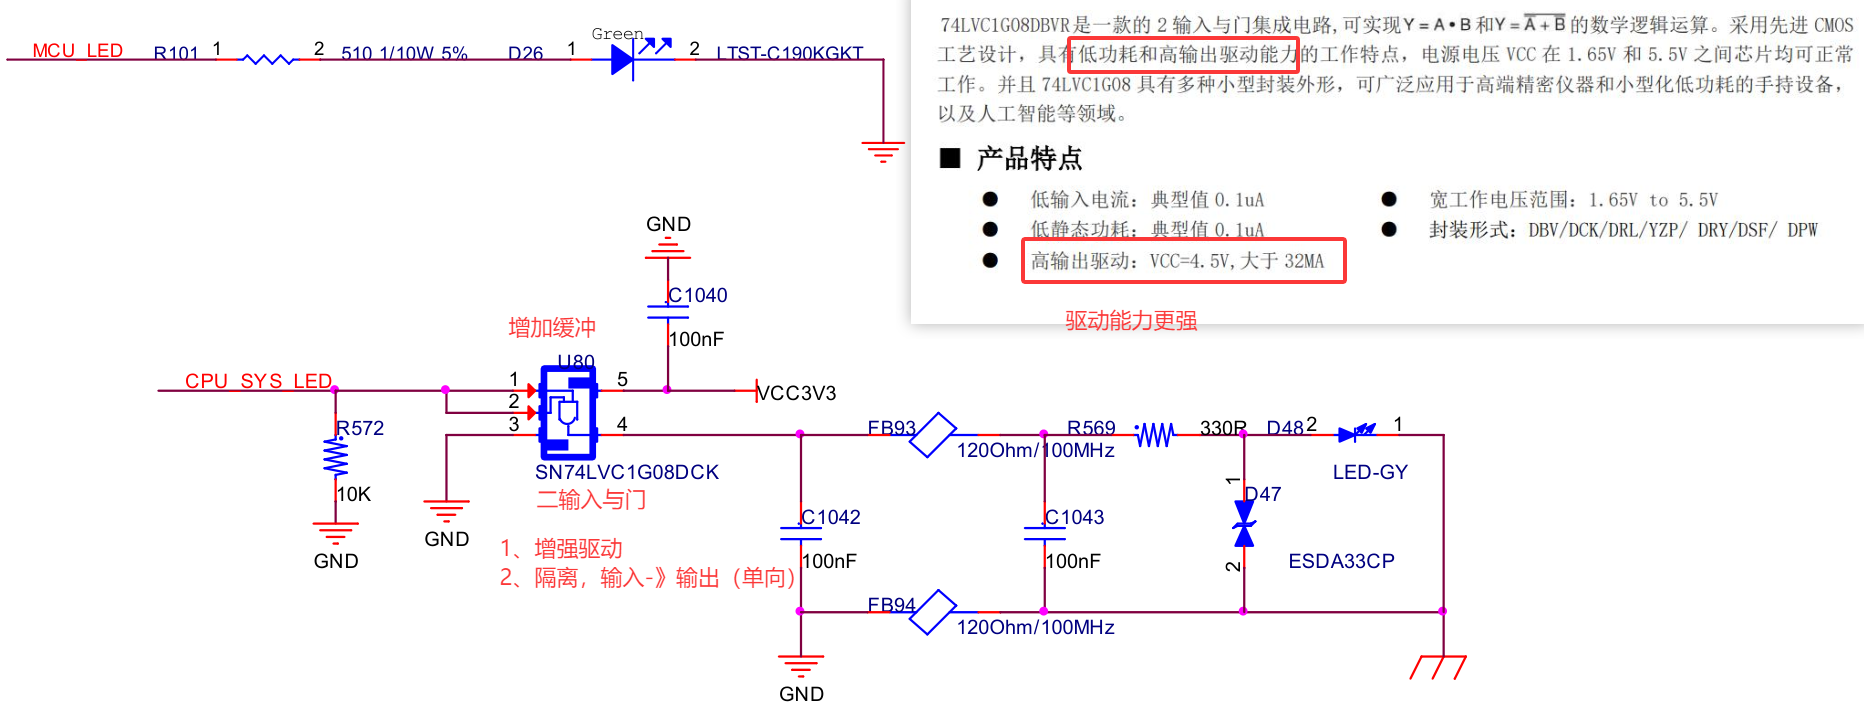 MCU_LED
R101
1
2
510 1/10W 5%
D26
1
Green
2
LTST-C190KGKT
74LVC1G08DBVR是一款的 2 输入与门集成电路,可实现Y = A • B 和Y = A + B 的数学逻辑运算。采用先进 CMOS
工艺设计，具有低功耗和高输出驱动能力的工作特点，电源电压 VCC 在 1.65V 和 5.5V 之间芯片均可正常
工作。并且 74LVC1G08 具有多种小型封装外形，可广泛应用于高端精密仪器和小型化低功耗的手持设备，
以及人工智能等领域。
■ 产品特点
● 低输入电流：典型值 0.1uA
● 宽工作电压范围：1.65V to 5.5V
● 低静态功耗：典型值 0.1uA
● 封装形式：DBV/DCK/DRL/YZP/ DRY/DSF/ DPW
● 高输出驱动：VCC=4.5V,大于 32MA
驱动能力更强
GND
C1040
100nF
增加缓冲
U80
CPU_SYS_LED
1
2
3
5
4
VCC3V3
R572
10K
GND
GND
SN74LVC1G08DCK
二输入与门
1、增强驱动
2、隔离，输入-》输出（单向）
FB93
120Ohm/100MHz
R569
330R
D48
2
1
LED-GY
1
D47
2
ESDA33CP
C1042
100nF
C1043
100nF
FB94
120Ohm/100MHz
GND